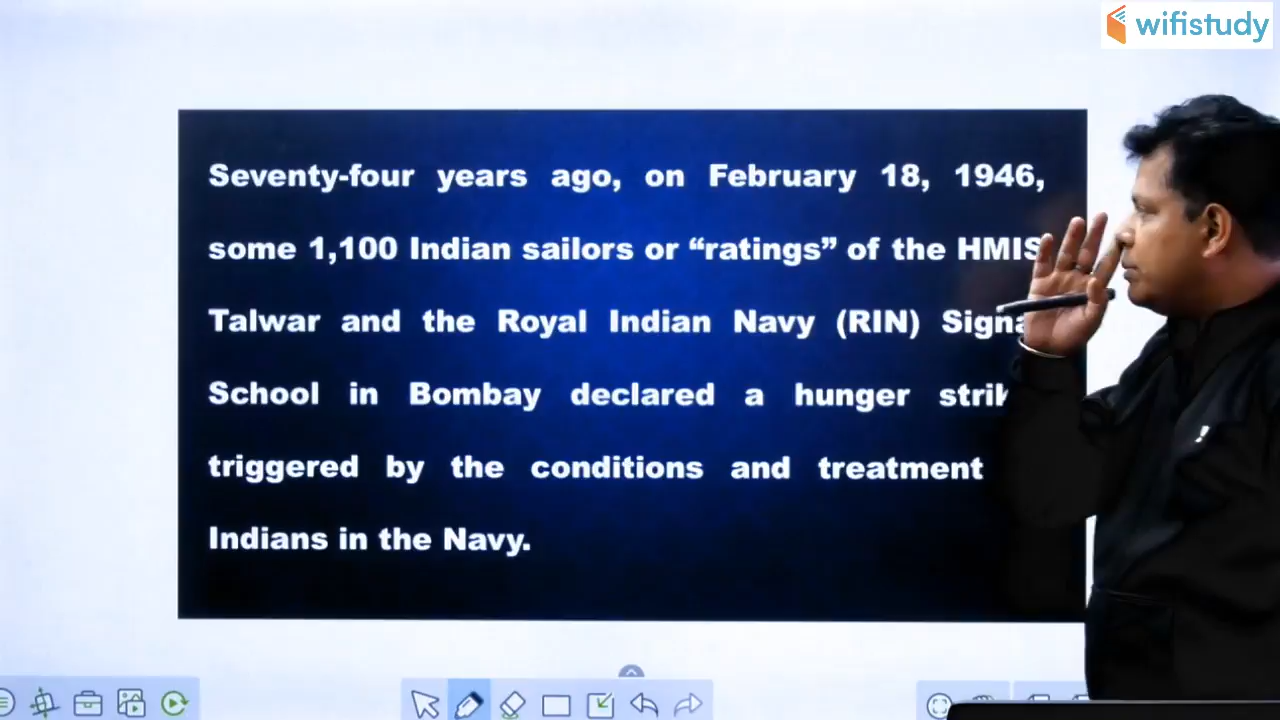 wifistudy
Seventy-four years ago, on February 18, 1946,
some 1,100 Indian sailors or “ratings” of the HMIS
Talwar and the Royal Indian Navy (RIN)
School in Bombay declared a hunger
triggered by the conditions and treatment
Indians in the Navy.